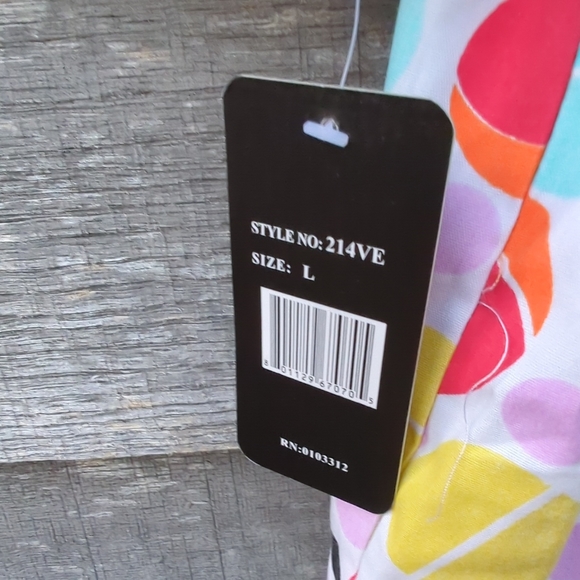 STYLE NO: 214VE
SIZE: L
8 01129 67070 5
RN:0103312